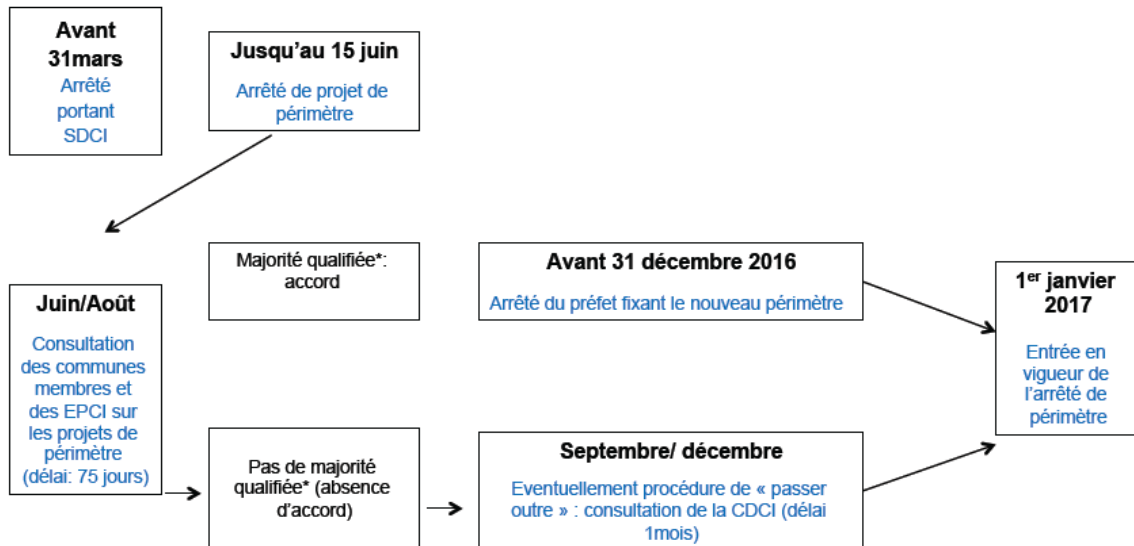 Avant
31mars
Arrêté
portant
SDCI
Jusqu'au 15 juin
Arrêté de projet de
périmètre
Juin/Août
Consultation
des communes
membres et
des EPCI sur
les projets de
périmètre
(délai: 75 jours)
Majorité qualifiée*:
accord
Pas de majorité
qualifiée* (absence
d'accord)
Avant 31 décembre 2016
Arrêté du préfet fixant le nouveau périmètre
Septembre/ décembre
Eventuellement procédure de « passer
outre » : consultation de la CDCI (délai
1mois)
1er janvier
2017
Entrée en
vigueur de
l'arrêté de
périmètre